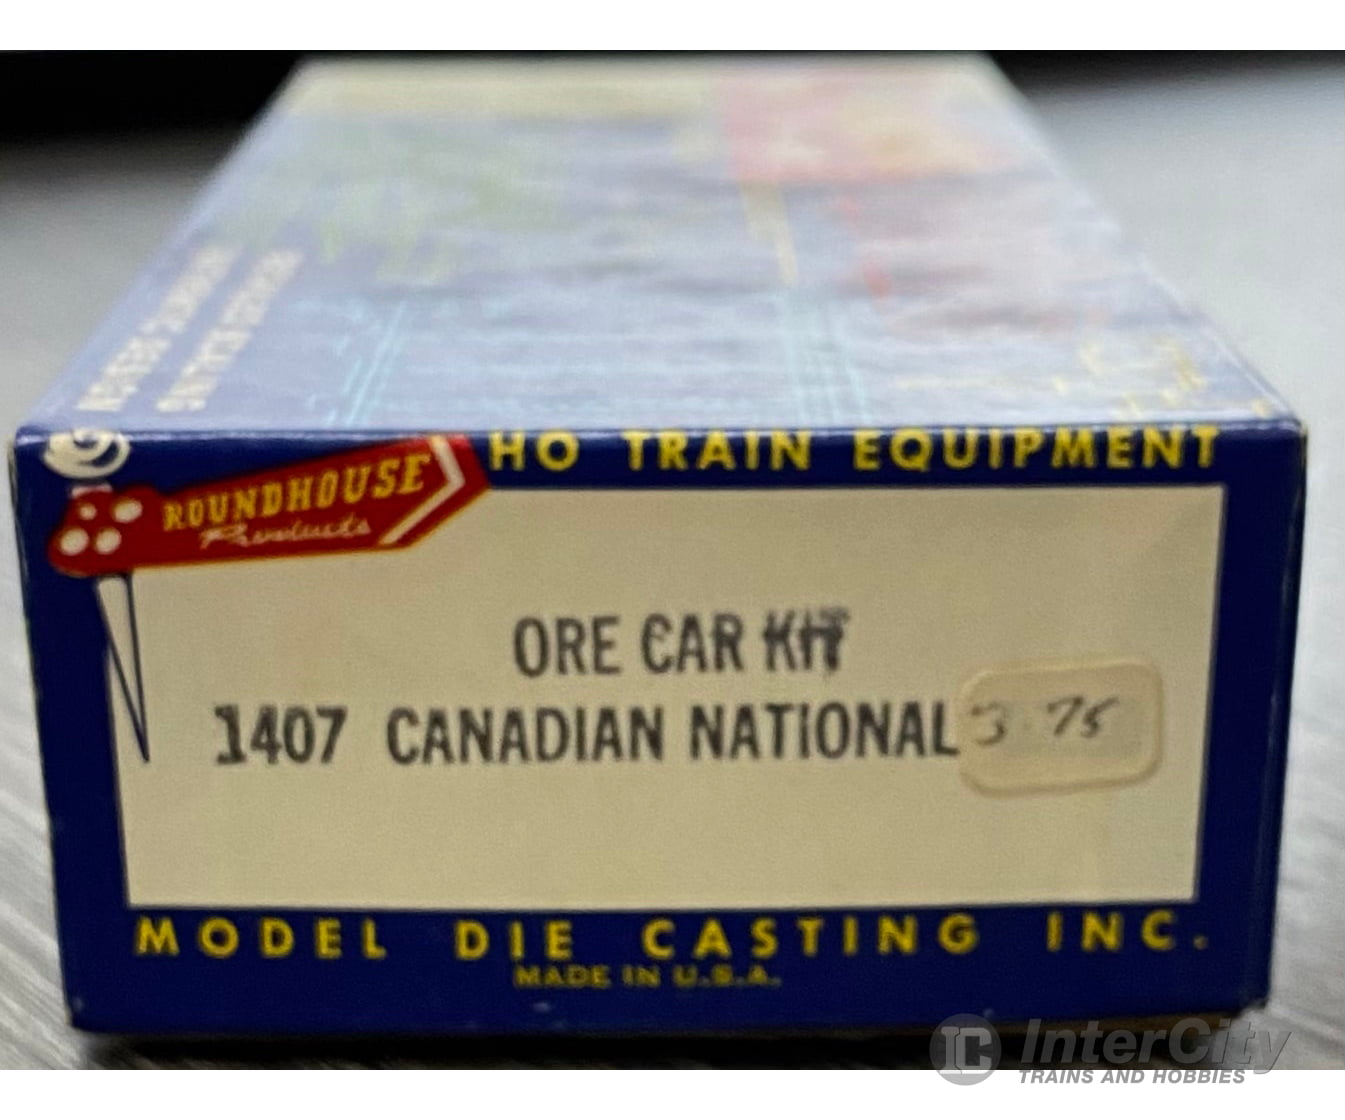 ROUNDHOUSE
Products
HO TRAIN EQUIPMENT
ORE CAR KIT
1407 CANADIAN NATIONAL
3.75
MODEL DIE CASTING INC.
MADE IN U.S.A.
IC InterCity
TRAINS AND HOBBIES